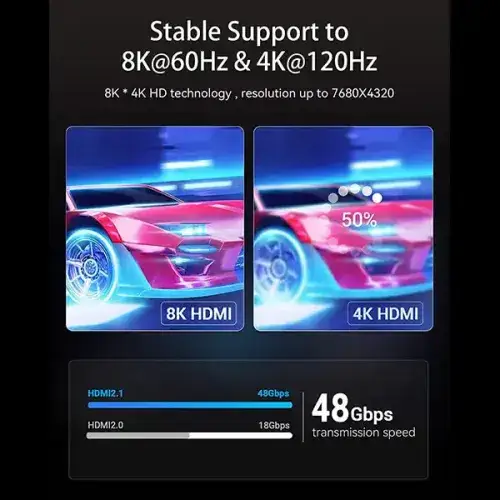 Stable Support to
8K@60Hz & 4K@120Hz
8K * 4K HD technology , resolution up to 7680X4320
50%
8K HDMI
4K HDMI
HDMI2.1 48Gbps
HDMI2.0 18Gbps
48Gbps
transmission speed